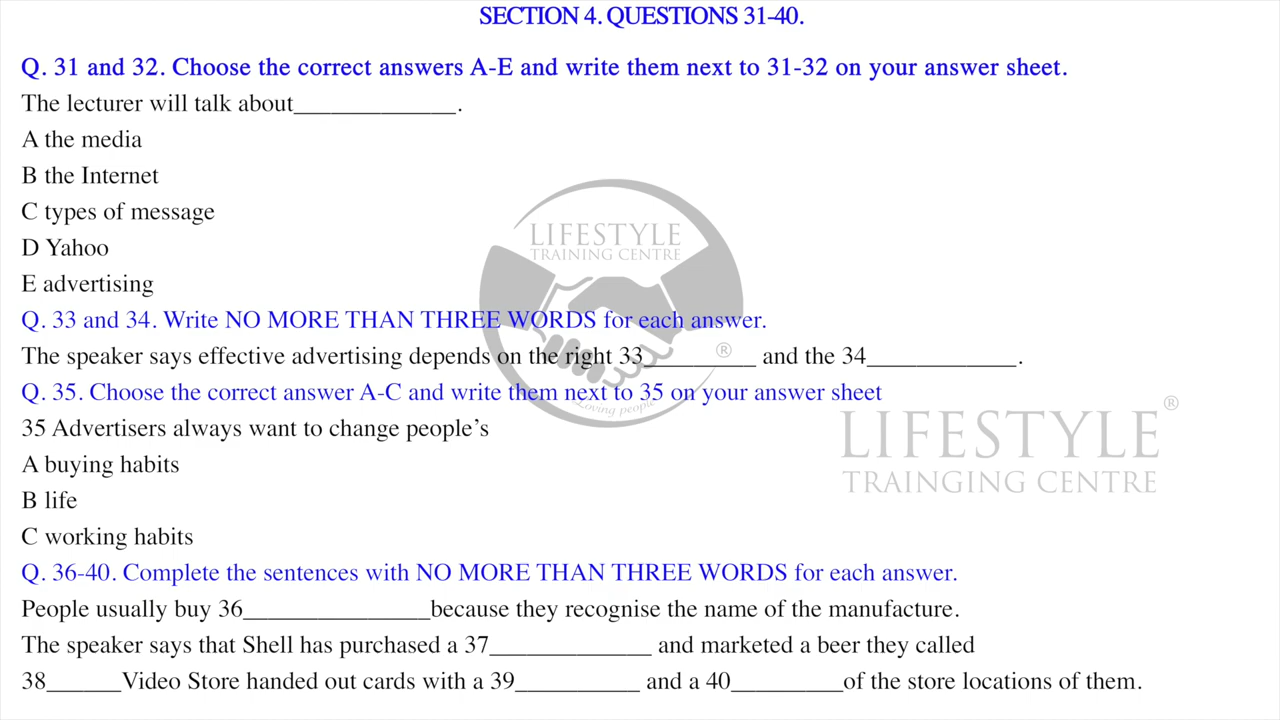 SECTION 4. QUESTIONS 31-40.
Q. 31 and 32. Choose the correct answers A-E and write them next to 31-32 on your answer sheet.
The lecturer will talk about_____________.
A the media
B the Internet
C types of message
D Yahoo
E advertising
Q. 33 and 34. Write NO MORE THAN THREE WORDS for each answer.
The speaker says effective advertising depends on the right 33_________ and the 34____________.
Q. 35. Choose the correct answer A-C and write them next to 35 on your answer sheet
35 Advertisers always want to change people’s
A buying habits
B life
C working habits
Q. 36-40. Complete the sentences with NO MORE THAN THREE WORDS for each answer.
People usually buy 36_______________because they recognise the name of the manufacture.
The speaker says that Shell has purchased a 37_____________ and marketed a beer they called
38______Video Store handed out cards with a 39__________ and a 40_________of the store locations of them.
LIFESTYLE
TRAINING CENTRE
®
Loving people
LIFESTYLE ®
TRAINGING CENTRE